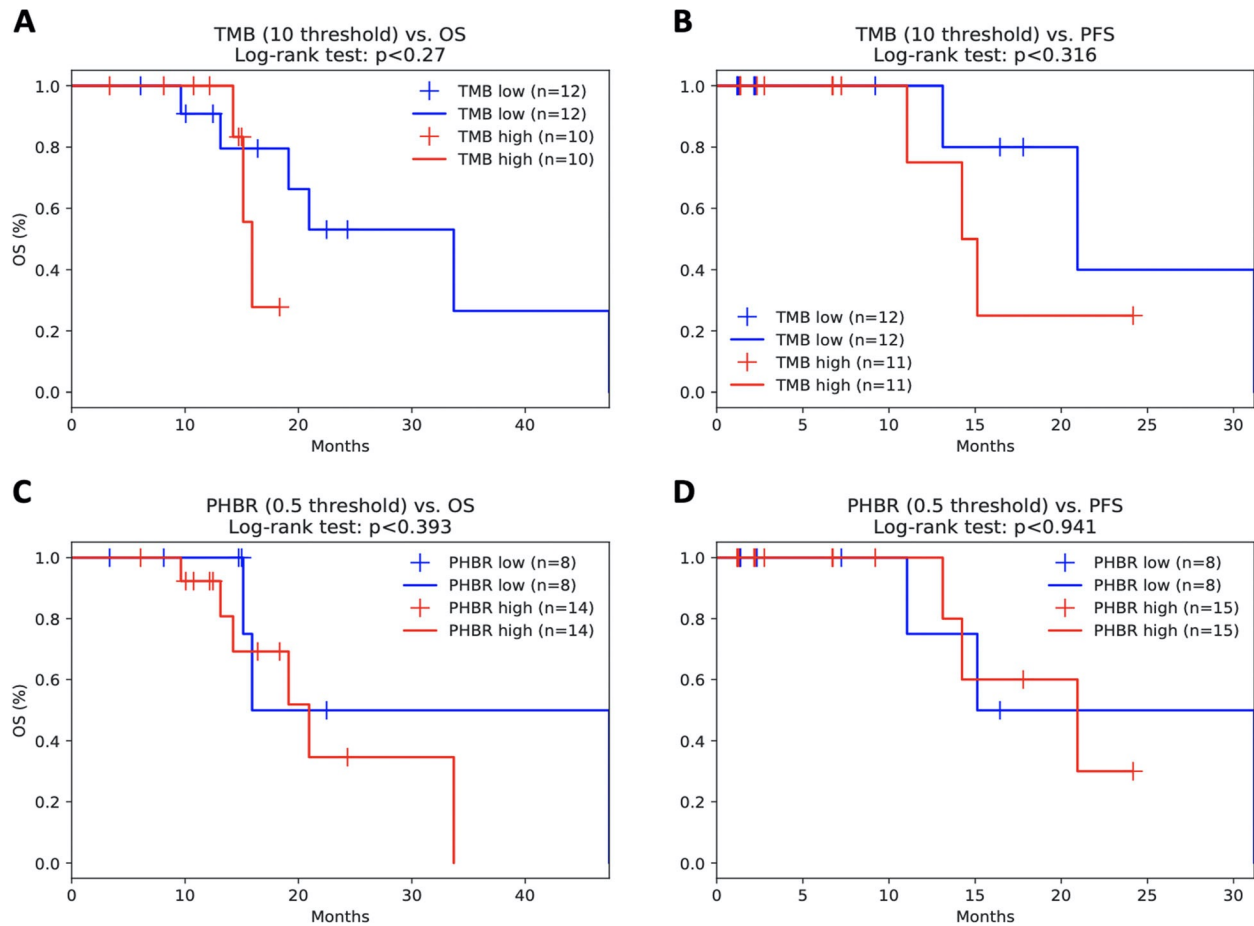 A
TMB (10 threshold) vs. OS
Log-rank test: p<0.27
1.0
0.8
0.6
0.4
0.2
0.0
OS (%)
TMB low (n=12)
TMB low (n=12)
TMB high (n=10)
TMB high (n=10)
0 10 20 30 40
Months
B
TMB (10 threshold) vs. PFS
Log-rank test: p<0.316
1.0
0.8
0.6
0.4
0.2
0.0
TMB low (n=12)
TMB low (n=12)
TMB high (n=11)
TMB high (n=11)
0 5 10 15 20 25 30
Months
C
PHBR (0.5 threshold) vs. OS
Log-rank test: p<0.393
1.0
0.8
0.6
0.4
0.2
0.0
OS (%)
PHBR low (n=8)
PHBR low (n=8)
PHBR high (n=14)
PHBR high (n=14)
0 10 20 30 40
Months
D
PHBR (0.5 threshold) vs. PFS
Log-rank test: p<0.941
1.0
0.8
0.6
0.4
0.2
0.0
PHBR low (n=8)
PHBR low (n=8)
PHBR high (n=15)
PHBR high (n=15)
0 5 10 15 20 25 30
Months